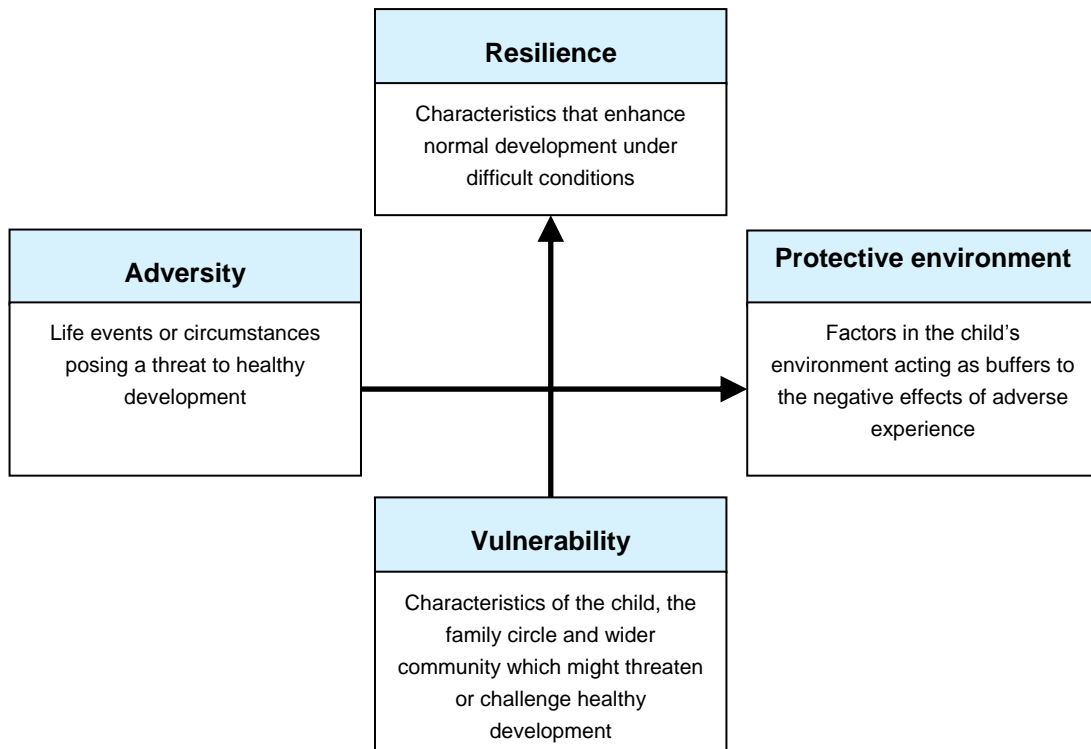 Resilience
Characteristics that enhance
normal development under
difficult conditions
Adversity
Life events or circumstances
posing a threat to healthy
development
Protective environment
Factors in the child’s
environment acting as buffers to
the negative effects of adverse
experience
Vulnerability
Characteristics of the child, the
family circle and wider
community which might threaten
or challenge healthy
development